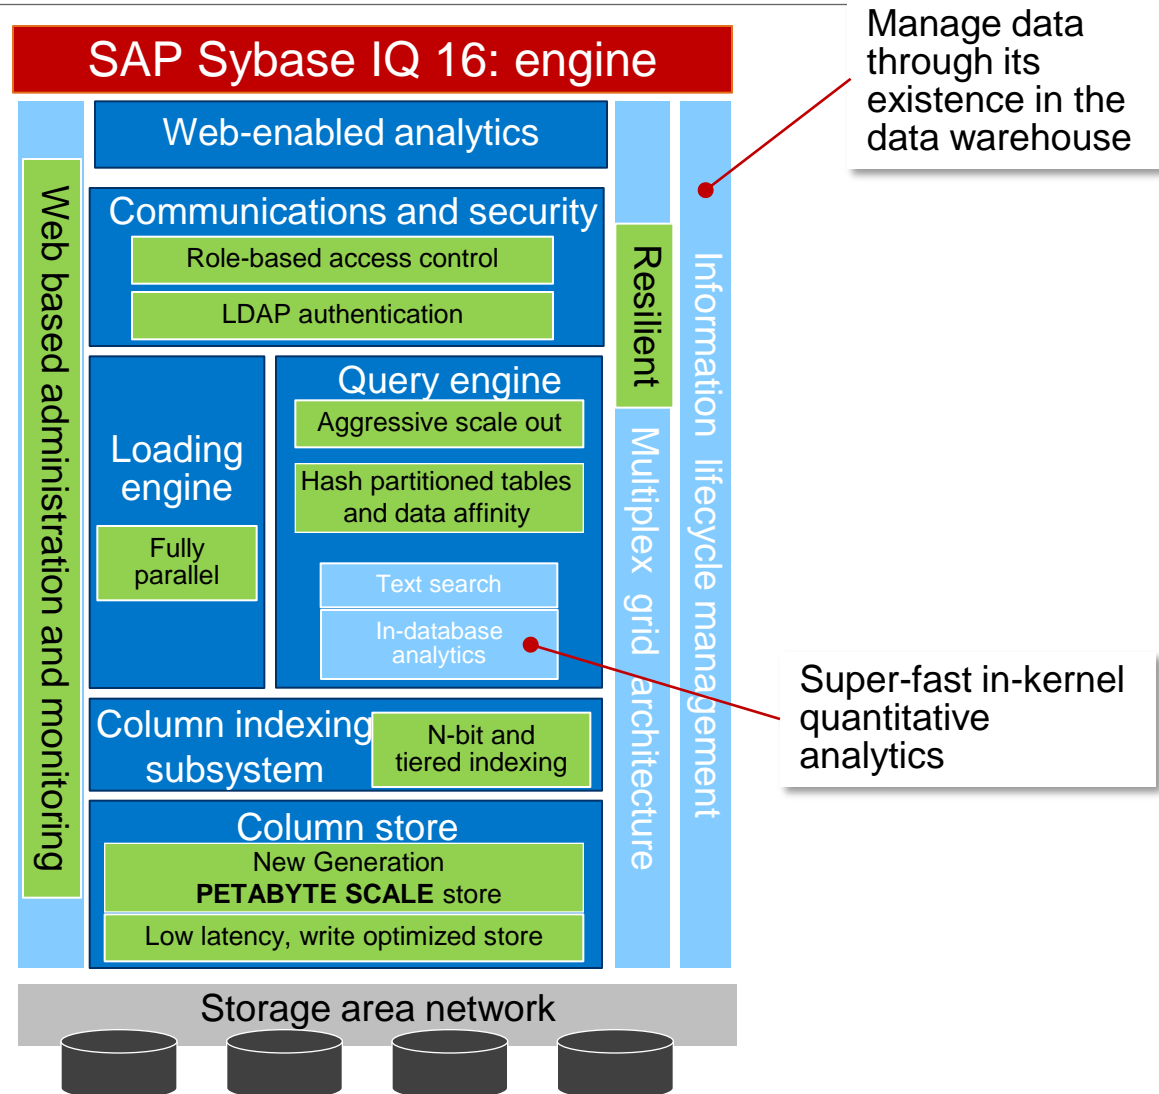 SAP Sybase IQ 16: engine
Manage data
through its
existence in the
data warehouse
Web-enabled analytics
Communications and security
Role-based access control
LDAP authentication
Web based administration and monitoring
Loading
engine
Fully
parallel
Query engine
Aggressive scale out
Hash partitioned tables
and data affinity
Text search
In-database
analytics
Resilient
Multiplex grid architecture
Information lifecycle management
Super-fast in-kernel
quantitative
analytics
Column indexing
subsystem
N-bit and
tiered indexing
Column store
New Generation
PETABYTE SCALE store
Low latency, write optimized store
Storage area network